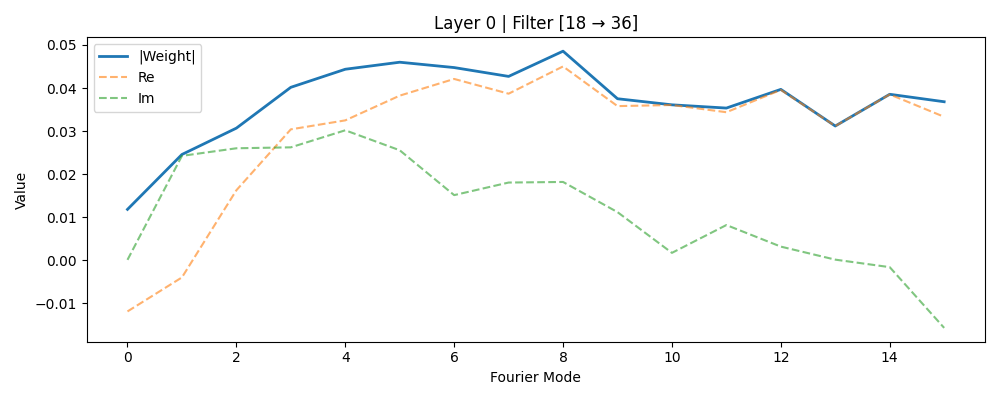 Layer 0 | Filter [18 → 36]
|Weight|
Re
Im
0.05
0.04
0.03
0.02
0.01
0.00
−0.01
Value
0 2 4 6 8 10 12 14
Fourier Mode